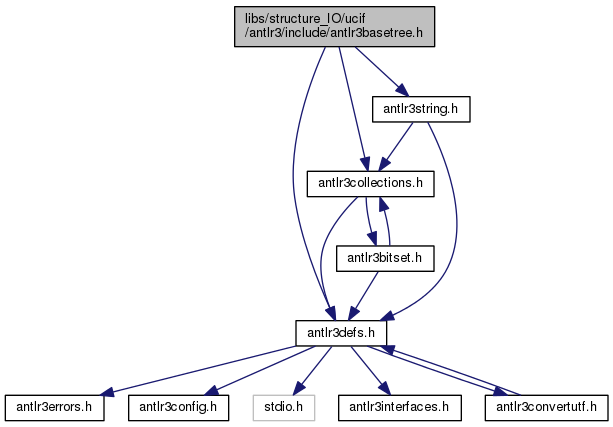 libs/structure_IO/ucif
/antlr3/include/antlr3basetree.h
antlr3string.h
antlr3collections.h
antlr3bitset.h
antlr3defs.h
antlr3errors.h
antlr3config.h
stdio.h
antlr3interfaces.h
antlr3convertutf.h